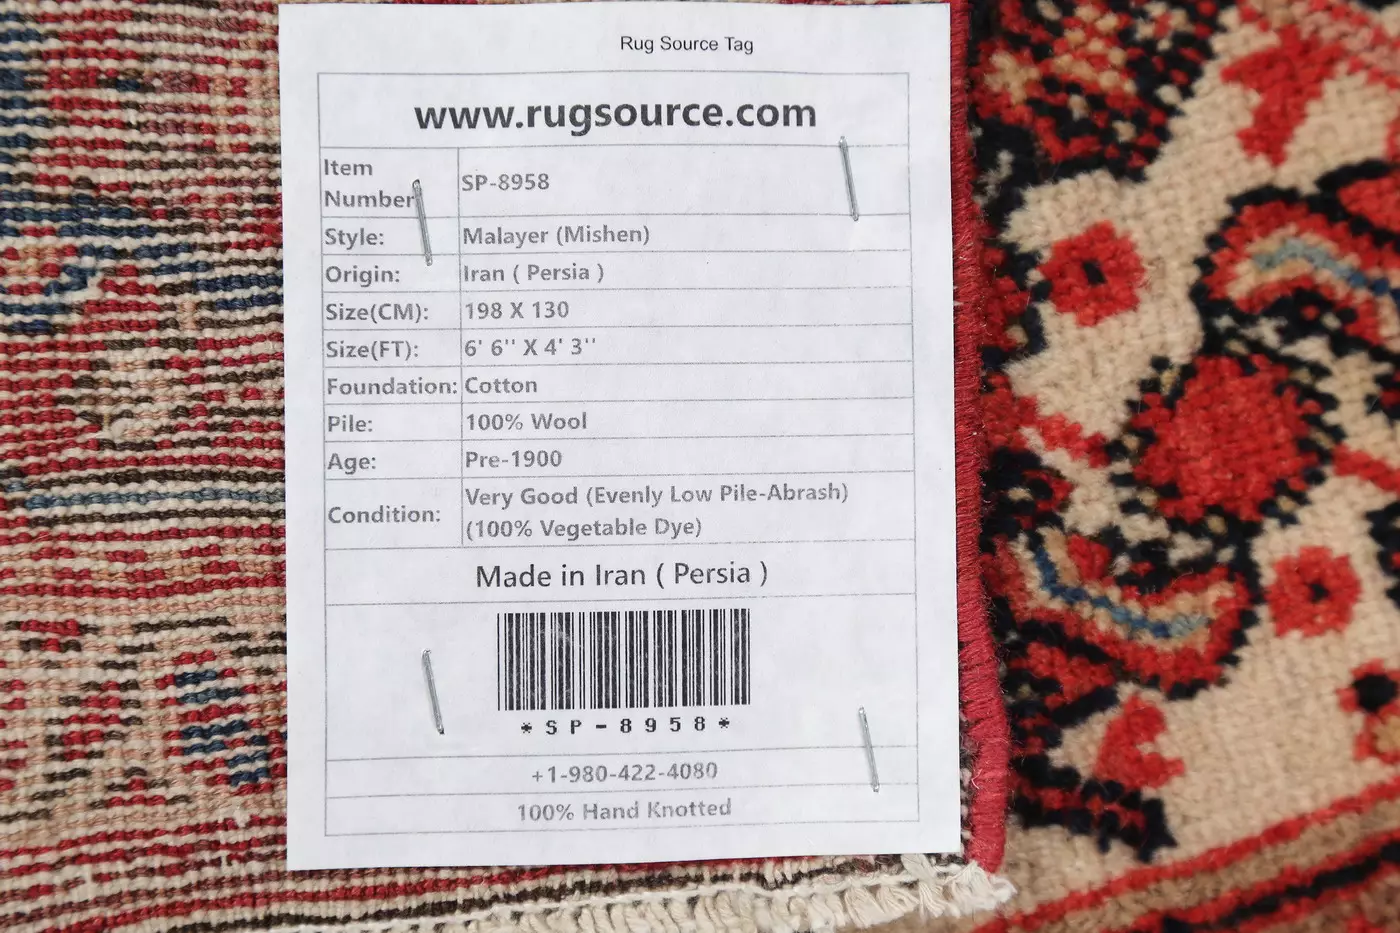 Rug Source Tag
www.rugsource.com
Item
Number SP-8958
Style: Malayer (Mishen)
Origin: Iran ( Persia )
Size(CM): 198 X 130
Size(FT): 6' 6'' X 4' 3''
Foundation: Cotton
Pile: 100% Wool
Age: Pre-1900
Condition: Very Good (Evenly Low Pile-Abrash)
(100% Vegetable Dye)
Made in Iran ( Persia )
*SP-8958*
+1-980-422-4080
100% Hand Knotted